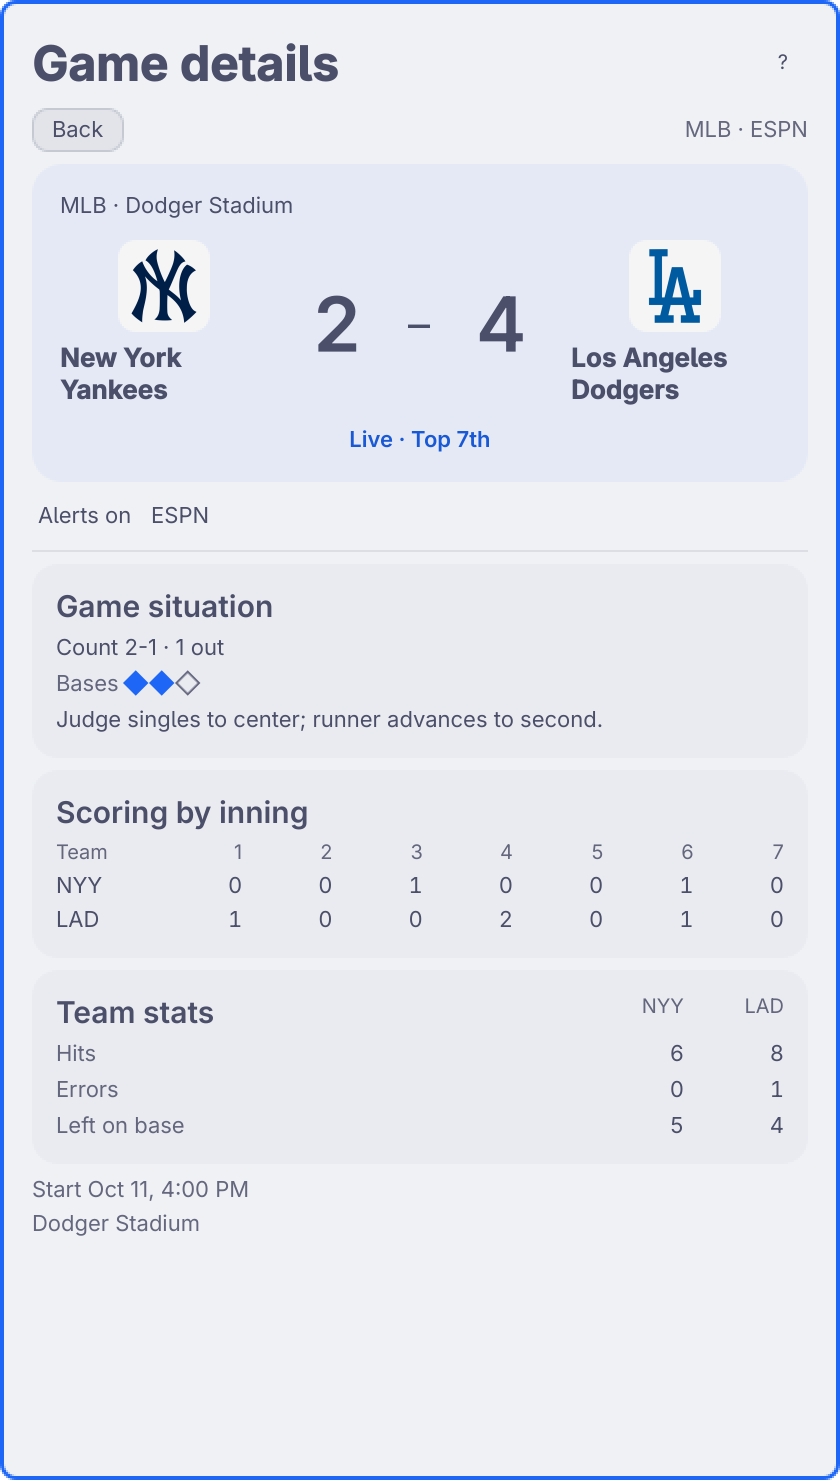 Game details
?
Back
MLB · ESPN
MLB · Dodger Stadium
NY
LA
2 – 4
New York
Yankees
Los Angeles
Dodgers
Live · Top 7th
Alerts on ESPN
Game situation
Count 2-1 · 1 out
Bases
Judge singles to center; runner advances to second.
Scoring by inning
Team 1 2 3 4 5 6 7
NYY 0 0 1 0 0 1 0
LAD 1 0 0 2 0 1 0
Team stats NYY LAD
Hits 6 8
Errors 0 1
Left on base 5 4
Start Oct 11, 4:00 PM
Dodger Stadium